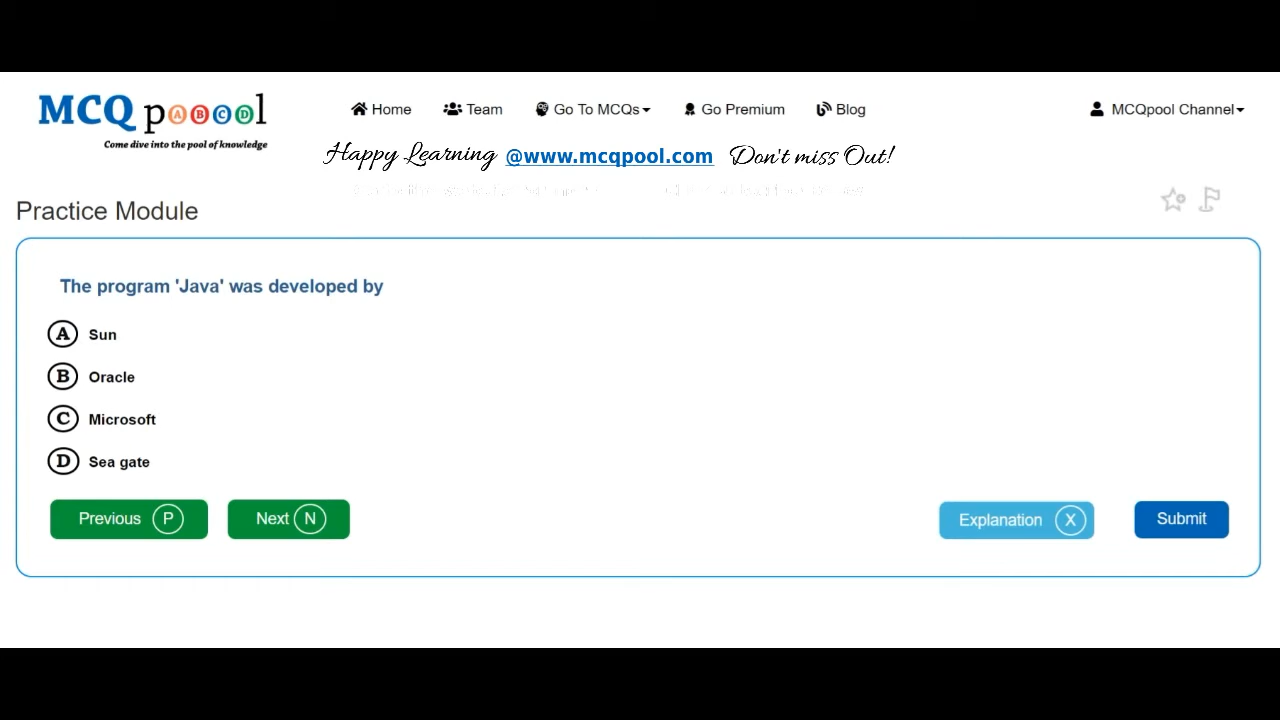 MCQ poool
A B C D
Come dive into the pool of knowledge
Home Team Go To MCQs Go Premium Blog MCQpool Channel
Happy Learning @www.mcqpool.com Don't miss Out!
Practice Module
The program 'Java' was developed by
A Sun
B Oracle
C Microsoft
D Sea gate
Previous P Next N Explanation X Submit